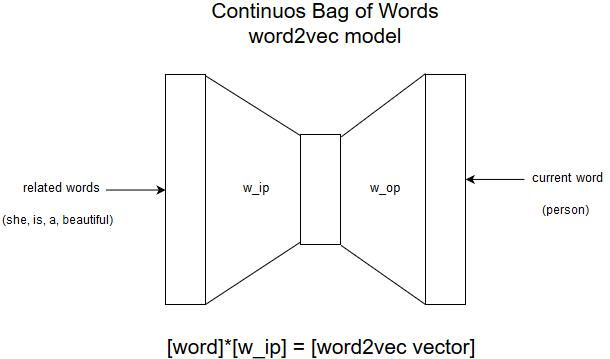 Continuos Bag of Words
word2vec model
related words
(she, is, a, beautiful)
w_ip
w_op
current word
(person)
[word]*[w_ip] = [word2vec vector]